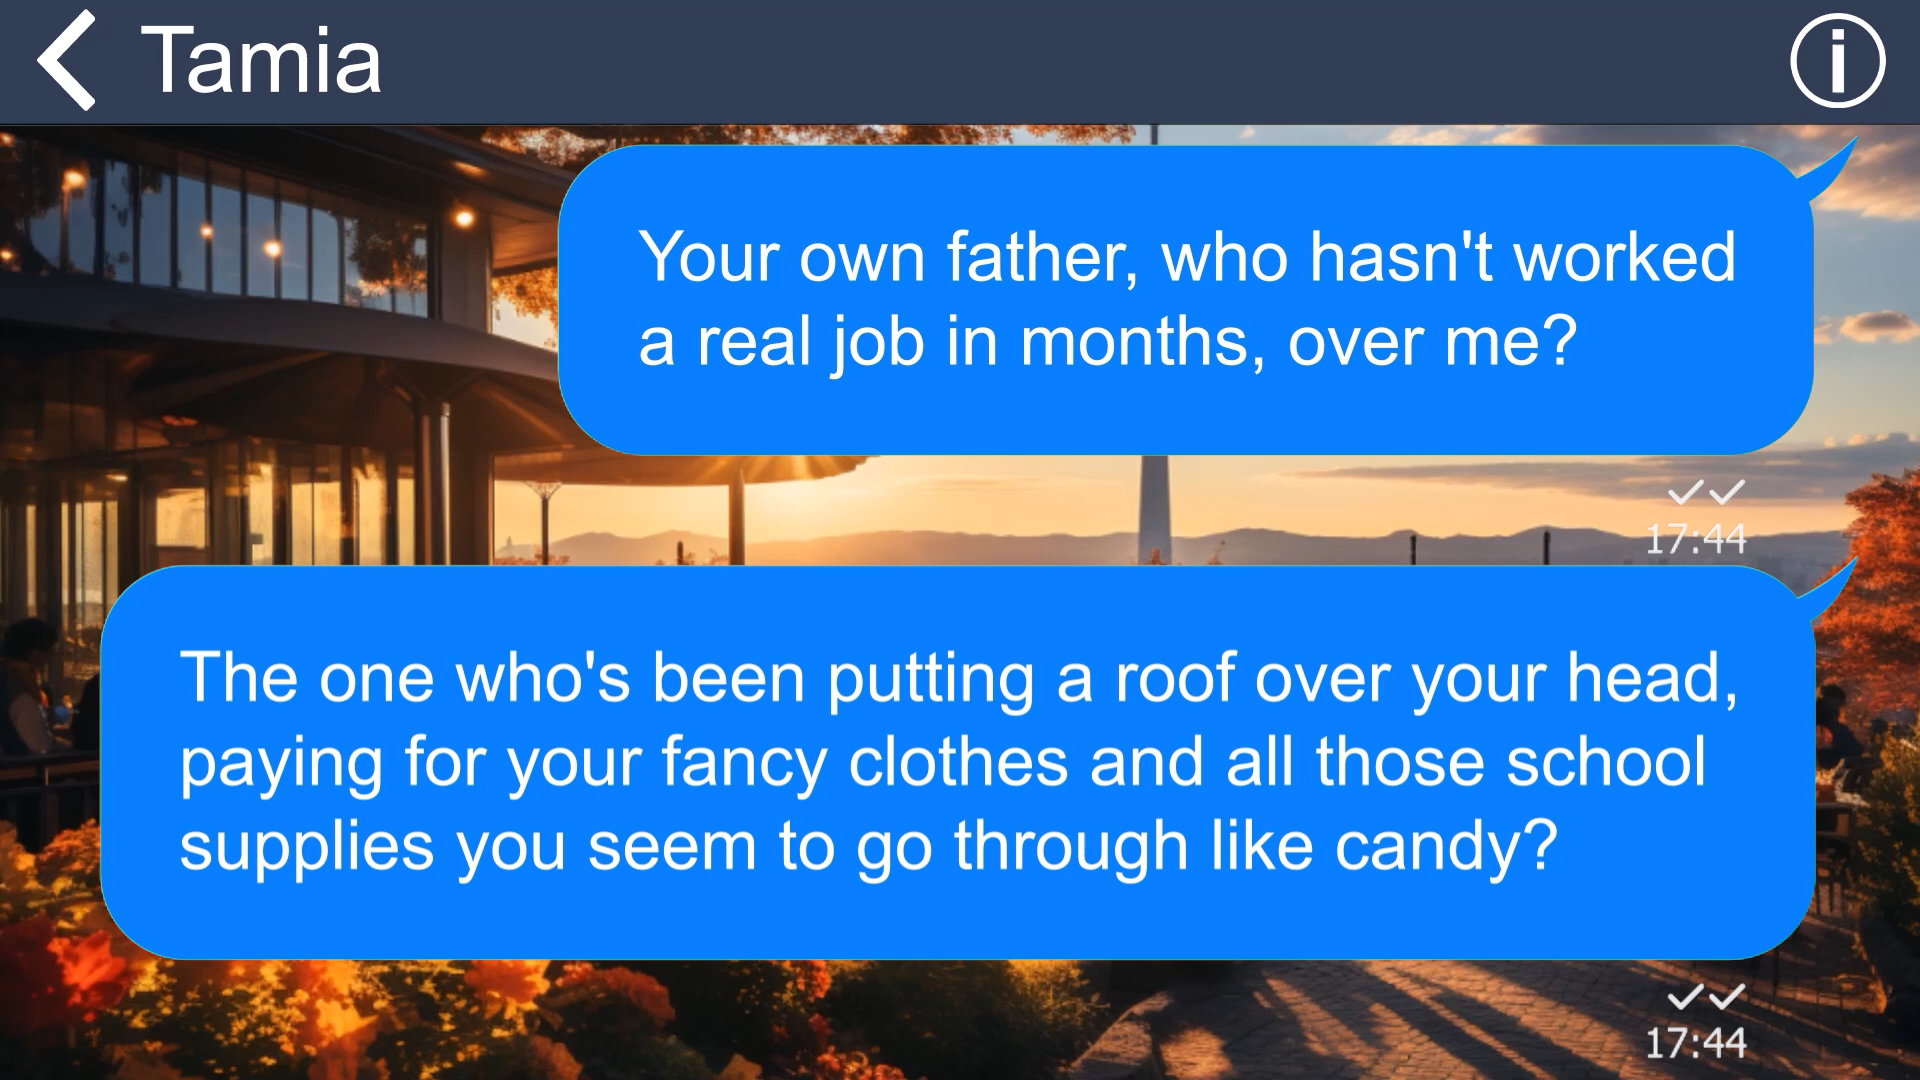 Tamia
Your own father, who hasn't worked
a real job in months, over me?
17:44
The one who's been putting a roof over your head,
paying for your fancy clothes and all those school
supplies you seem to go through like candy?
17:44